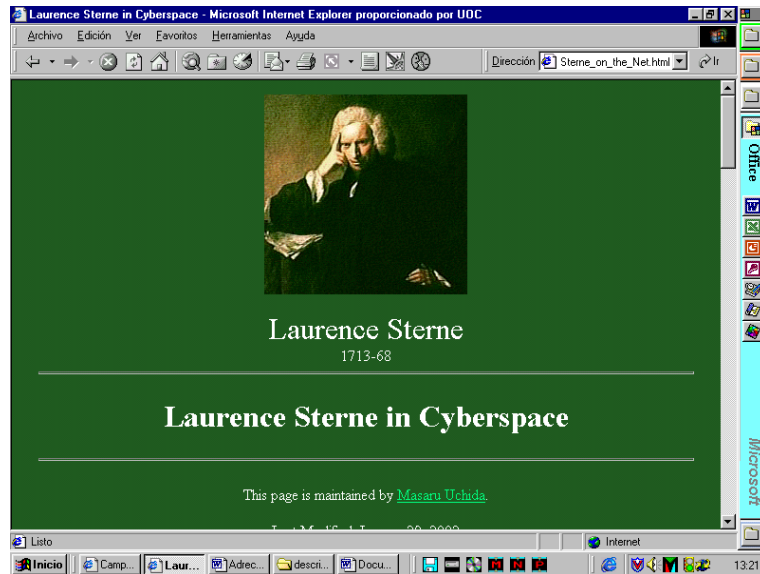 Laurence Sterne in Cyberspace - Microsoft Internet Explorer proporcionado por UOC
Archivo Edición Ver Favoritos Herramientas Ayuda
Dirección Sterne_on_the_Net.html Ir
Office
Laurence Sterne
1713-68
Laurence Sterne in Cyberspace
This page is maintained by Masaru Uchida.
Microsoft
Listo Internet
Inicio Camp... Laur... Adrec... descri... Docu... 13:21